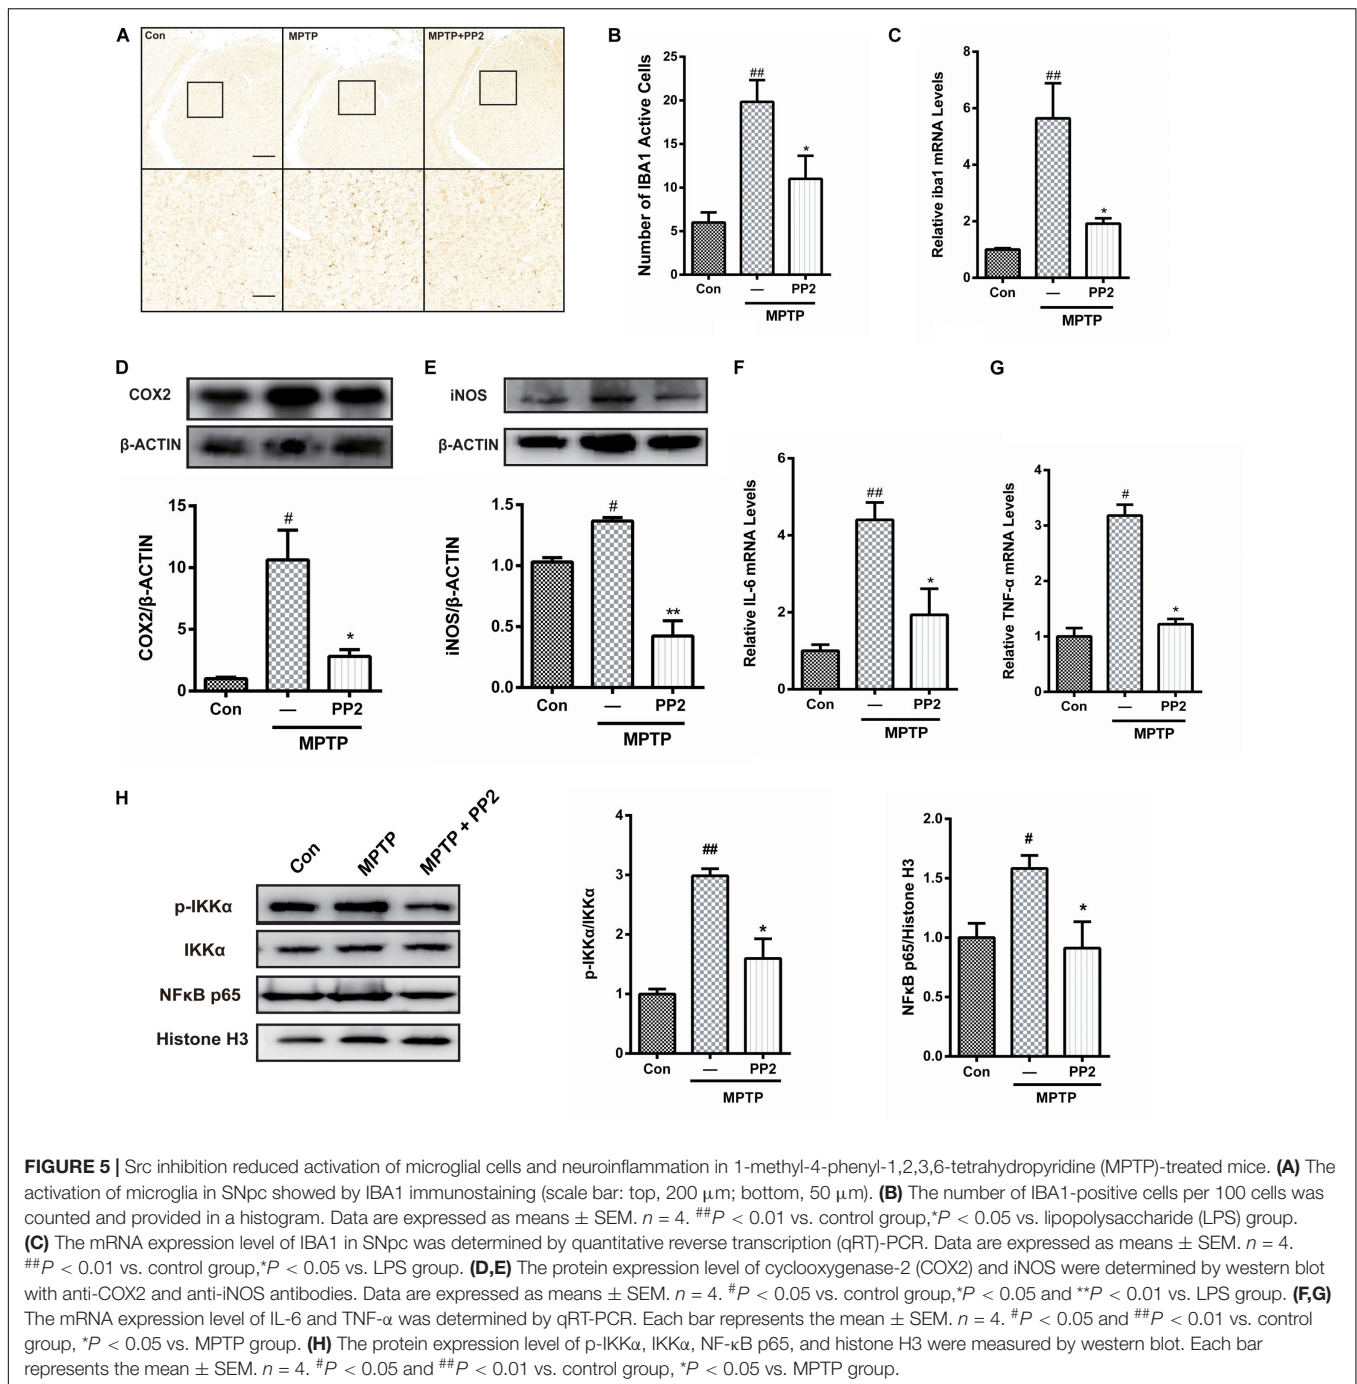 A
Con
MPTP
MPTP+PP2
B
Number of IBA1 Active Cells
25
20
15
10
5
0
##
*
Con
—
PP2
MPTP
C
Relative iba1 mRNA Levels
8
6
4
2
0
##
*
Con
—
PP2
MPTP
D
COX2
β-ACTIN
COX2/β-ACTIN
15
10
5
0
#
*
Con
—
PP2
MPTP
E
iNOS
β-ACTIN
iNOS/β-ACTIN
1.5
1.0
0.5
0.0
#
**
Con
—
PP2
MPTP
F
Relative IL-6 mRNA Levels
6
4
2
0
##
*
Con
—
PP2
MPTP
G
Relative TNF-α mRNA Levels
4
3
2
1
0
#
*
Con
—
PP2
MPTP
H
Con
MPTP
MPTP + PP2
p-IKKα
IKKα
NFκB p65
Histone H3
p-IKKα/IKKα
4
3
2
1
0
##
*
Con
—
PP2
MPTP
NFκB p65/Histone H3
2.0
1.5
1.0
0.5
0.0
#
*
Con
—
PP2
MPTP
FIGURE 5 | Src inhibition reduced activation of microglial cells and neuroinflammation in 1-methyl-4-phenyl-1,2,3,6-tetrahydropyridine (MPTP)-treated mice. (A) The
activation of microglia in SNpc showed by IBA1 immunostaining (scale bar: top, 200 μm; bottom, 50 μm). (B) The number of IBA1-positive cells per 100 cells was
counted and provided in a histogram. Data are expressed as means ± SEM. n = 4. ##P < 0.01 vs. control group,*P < 0.05 vs. lipopolysaccharide (LPS) group.
(C) The mRNA expression level of IBA1 in SNpc was determined by quantitative reverse transcription (qRT)-PCR. Data are expressed as means ± SEM. n = 4.
##P < 0.01 vs. control group,*P < 0.05 vs. LPS group. (D,E) The protein expression level of cyclooxygenase-2 (COX2) and iNOS were determined by western blot
with anti-COX2 and anti-iNOS antibodies. Data are expressed as means ± SEM. n = 4. #P < 0.05 vs. control group,*P < 0.05 and **P < 0.01 vs. LPS group. (F,G)
The mRNA expression level of IL-6 and TNF-α was determined by qRT-PCR. Each bar represents the mean ± SEM. n = 4. #P < 0.05 and ##P < 0.01 vs. control
group, *P < 0.05 vs. MPTP group. (H) The protein expression level of p-IKKα, IKKα, NF-κB p65, and histone H3 were measured by western blot. Each bar
represents the mean ± SEM. n = 4. #P < 0.05 and ##P < 0.01 vs. control group, *P < 0.05 vs. MPTP group.